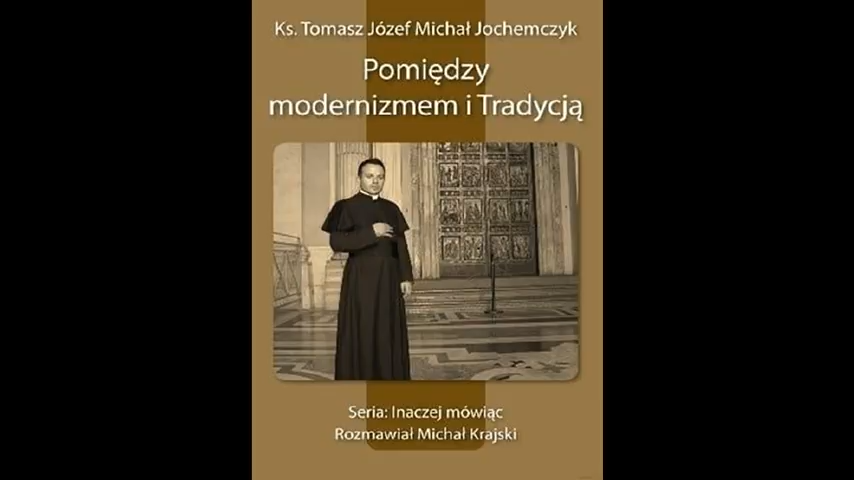 Ks. Tomasz Józef Michał Jochemczyk
Pomiędzy
modernizmem i Tradycją
Seria: Inaczej mówiąc
Rozmawiał Michał Krajski